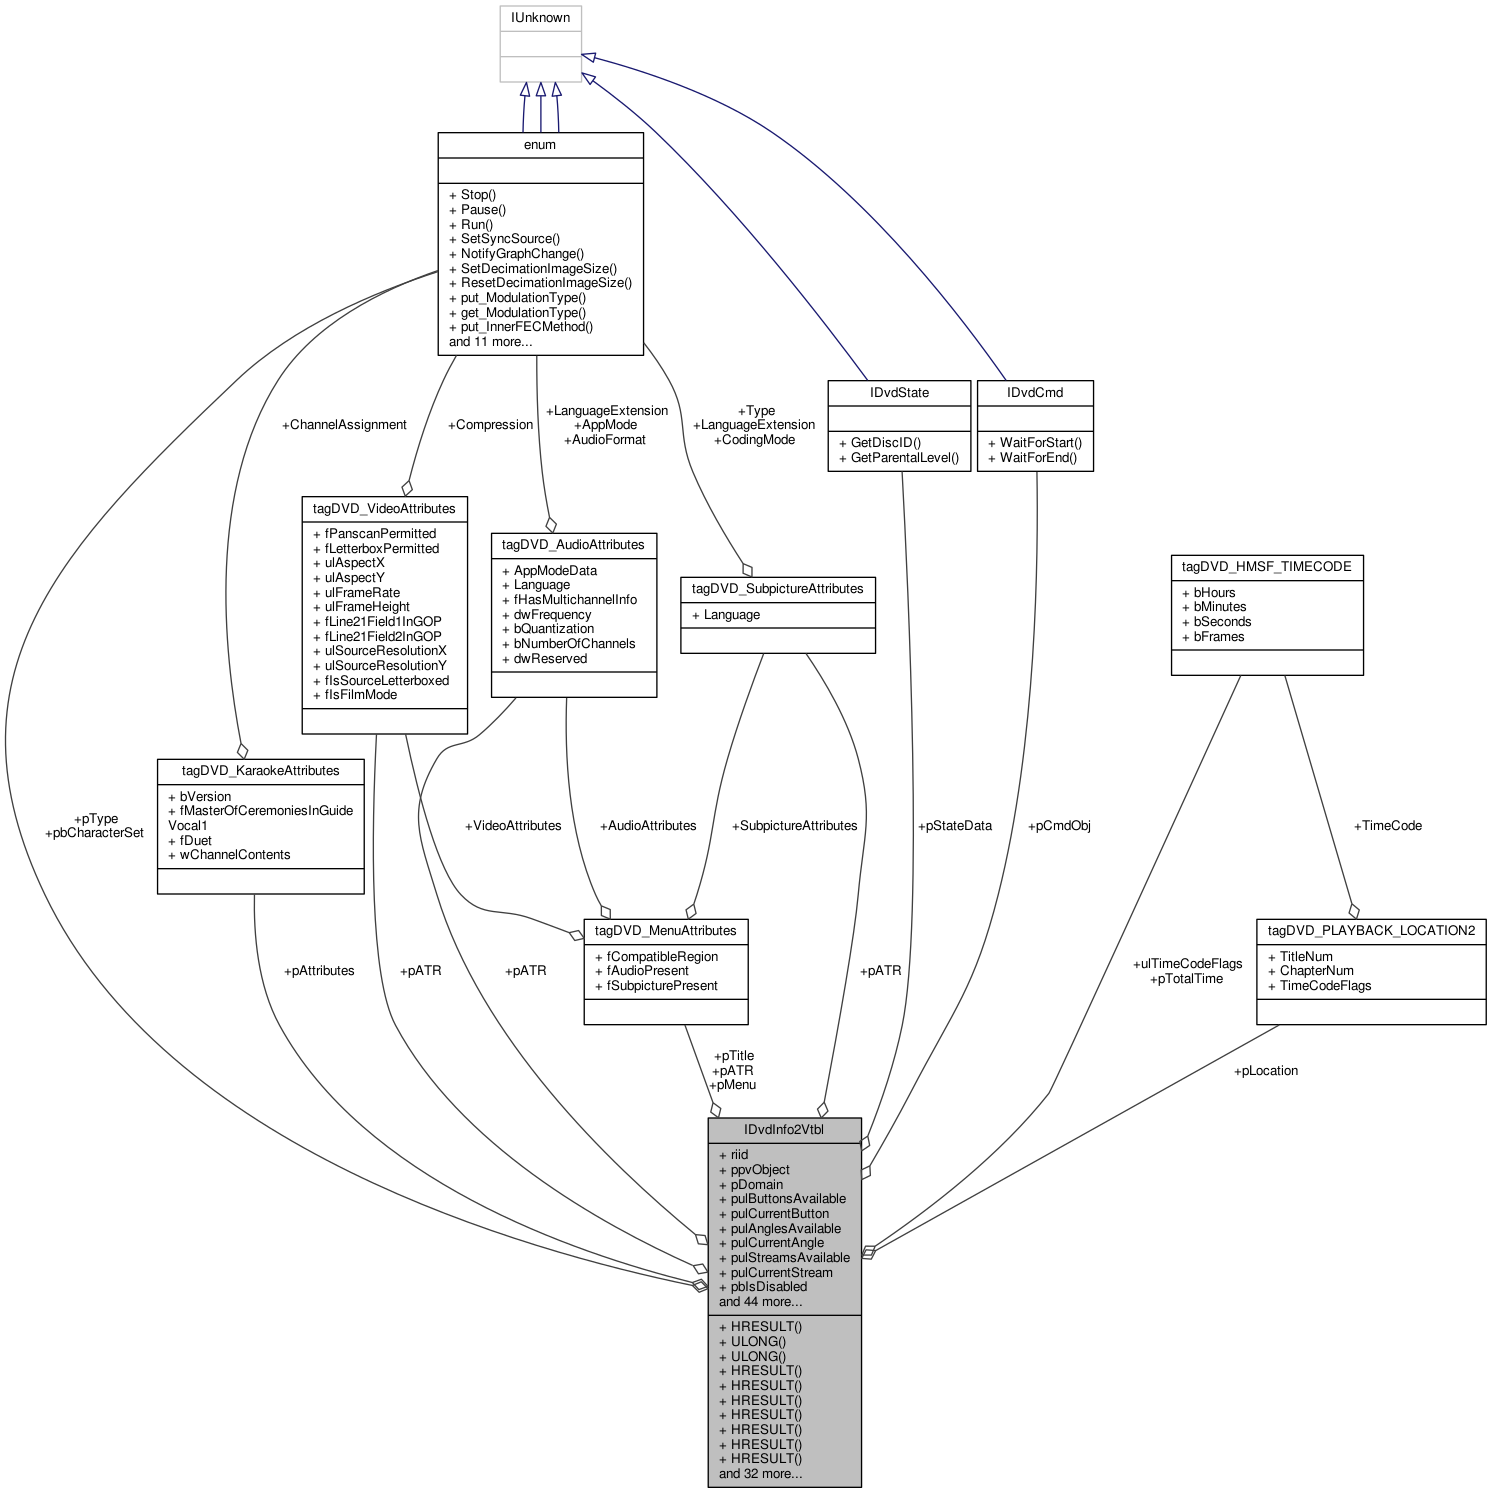 IUnknown
enum
+ Stop()
+ Pause()
+ Run()
+ SetSyncSource()
+ NotifyGraphChange()
+ SetDecimationImageSize()
+ ResetDecimationImageSize()
+ put_ModulationType()
+ get_ModulationType()
+ put_InnerFECMethod()
and 11 more...
IDvdState
+ GetDiscID()
+ GetParentalLevel()
IDvdCmd
+ WaitForStart()
+ WaitForEnd()
+ChannelAssignment
+Compression
+LanguageExtension
+AppMode
+AudioFormat
+Type
+LanguageExtension
+CodingMode
tagDVD_VideoAttributes
+ fPanscanPermitted
+ fLetterboxPermitted
+ ulAspectX
+ ulAspectY
+ ulFrameRate
+ ulFrameHeight
+ fLine21Field1InGOP
+ fLine21Field2InGOP
+ ulSourceResolutionX
+ ulSourceResolutionY
+ fIsSourceLetterboxed
+ fIsFilmMode
tagDVD_AudioAttributes
+ AppModeData
+ Language
+ fHasMultichannelInfo
+ dwFrequency
+ bQuantization
+ bNumberOfChannels
+ dwReserved
tagDVD_SubpictureAttributes
+ Language
tagDVD_HMSF_TIMECODE
+ bHours
+ bMinutes
+ bSeconds
+ bFrames
tagDVD_KaraokeAttributes
+ bVersion
+ fMasterOfCeremoniesInGuide
Vocal1
+ fDuet
+ wChannelContents
+pType
+pbCharacterSet
+VideoAttributes
+AudioAttributes
+SubpictureAttributes
+pStateData
+pCmdObj
+TimeCode
tagDVD_MenuAttributes
+ fCompatibleRegion
+ fAudioPresent
+ fSubpicturePresent
tagDVD_PLAYBACK_LOCATION2
+ TitleNum
+ ChapterNum
+ TimeCodeFlags
+pAttributes
+pATR
+pATR
+pATR
+ulTimeCodeFlags
+pTotalTime
+pTitle
+pATR
+pMenu
+pLocation
IDvdInfo2Vtbl
+ riid
+ ppvObject
+ pDomain
+ pulButtonsAvailable
+ pulCurrentButton
+ pulAnglesAvailable
+ pulCurrentAngle
+ pulStreamsAvailable
+ pulCurrentStream
+ pbIsDisabled
and 44 more...
+ HRESULT()
+ ULONG()
+ ULONG()
+ HRESULT()
+ HRESULT()
+ HRESULT()
+ HRESULT()
+ HRESULT()
+ HRESULT()
+ HRESULT()
and 32 more...